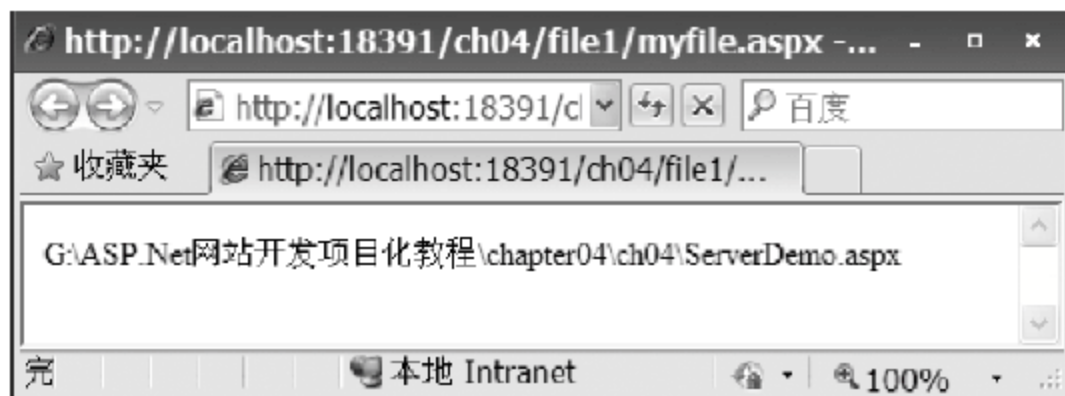 http://localhost:18391/ch04/file1/myfile.aspx -...
http://localhost:18391/cl
百度
收藏夹
http://localhost:18391/ch04/file1/...
G:\ASP.Net网站开发项目化教程\chapter04\ch04\ServerDemo.aspx
完
本地 Intranet
100%